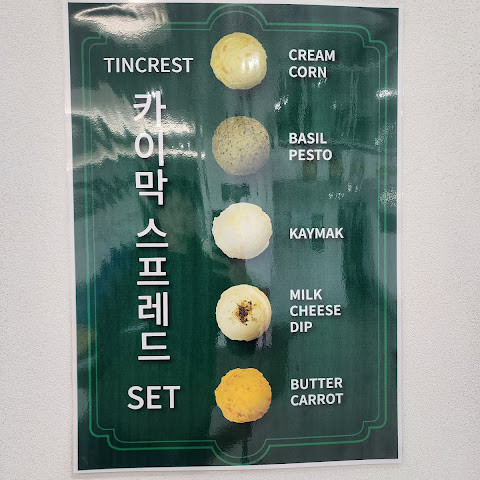 TINCREST
카이막 스프레드
SET
CREAM
CORN
BASIL
PESTO
KAYMAK
MILK
CHEESE
DIP
BUTTER
CARROT